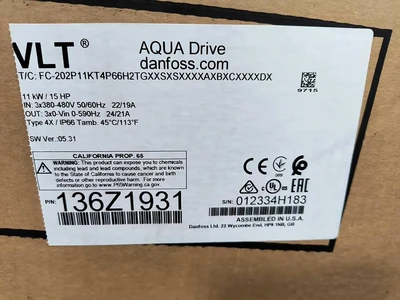 VLT®
AQUA Drive
danfoss.com
T/C: FC-202P11KT4P66H2TGXXSXSXXXXAXBXCXXXXDX
11 kW / 15 HP
IN: 3x380-480V 50/60Hz 22/19A
OUT: 3x0-Vin 0-590Hz 24/21A
Type 4X / IP66 Tamb. 45°C/113°F
9715
SW Ver.: 05.31
CALIFORNIA PROP. 65
This product can expose you to chemicals
including lead and lead compounds, which are
known to the State of California to cause cancer
and birth defects or other reproductive harm. For
more information go to
www.P65Warnings.ca.gov
P/N:
136Z1931
S/N:
012334H183
ASSEMBLED IN U.S.A.
Danfoss Ltd. 22 Wycombe End, HP9 1NB, GB